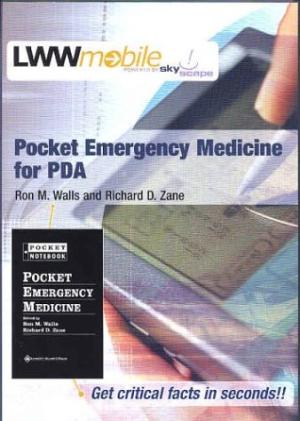 LWWmobile
POWERED BY skyscape
Pocket Emergency Medicine
for PDA
Ron M. Walls and Richard D. Zane
POCKET
NOTEBOOK
POCKET
EMERGENCY
MEDICINE
Edited by
Ron M. Walls
Richard D. Zane
Get critical facts in seconds!!